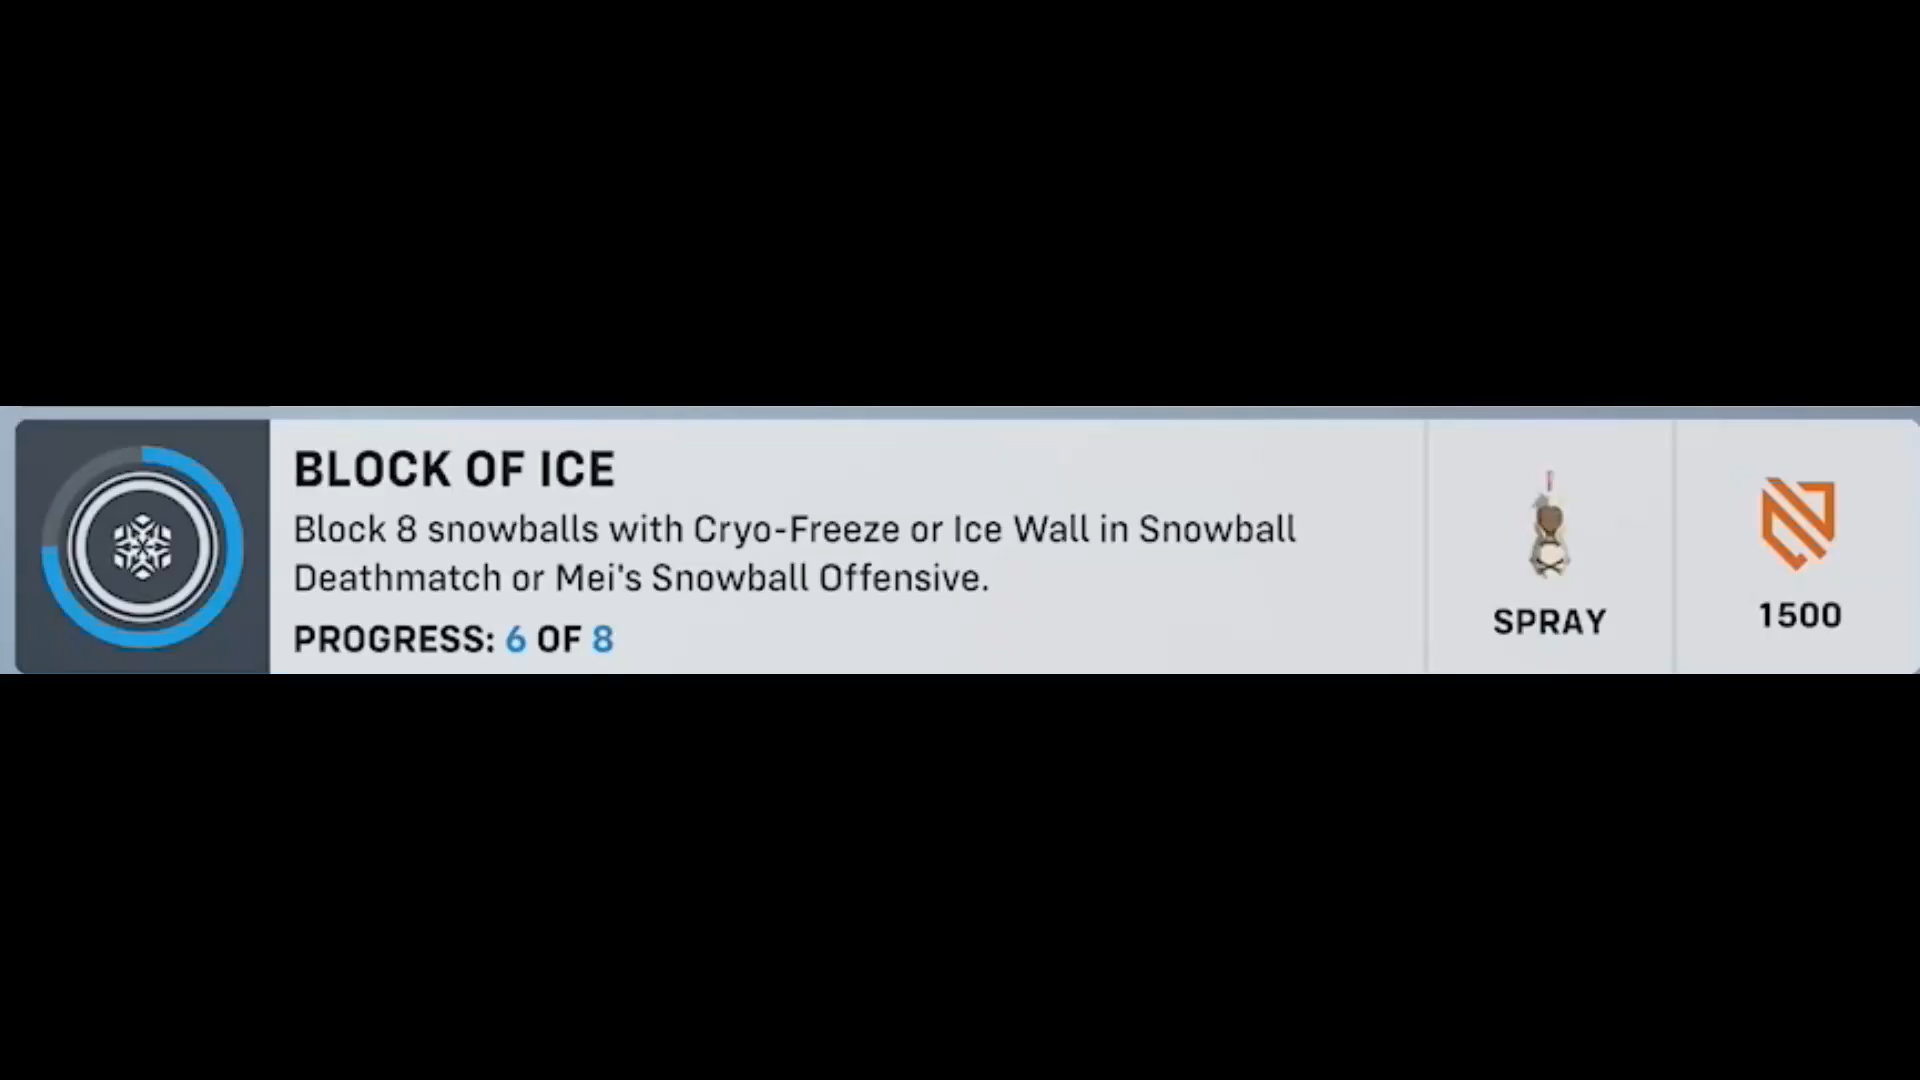 BLOCK OF ICE
Block 8 snowballs with Cryo-Freeze or Ice Wall in Snowball
Deathmatch or Mei's Snowball Offensive.
PROGRESS: 6 OF 8
SPRAY
1500